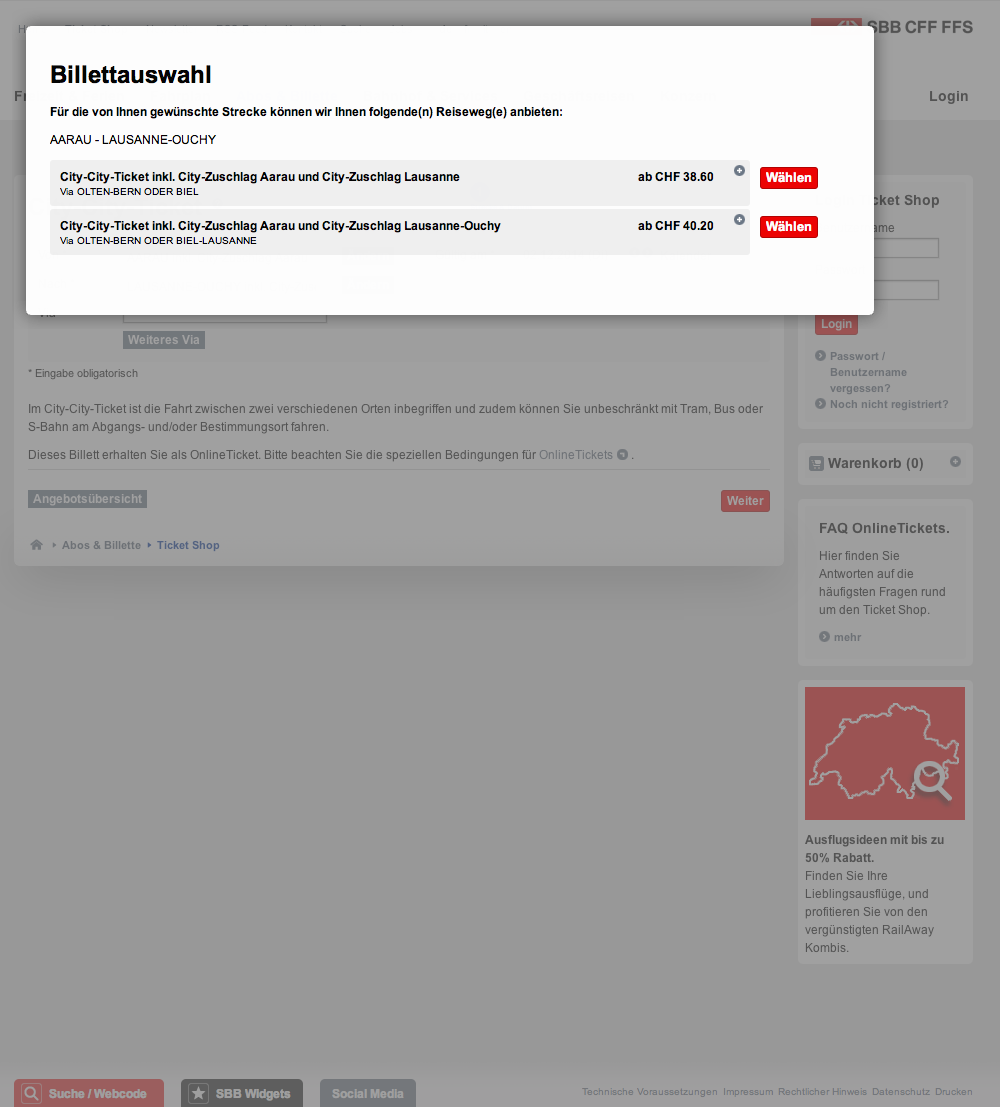 SBB CFF FFS
Login
Billettauswahl
Für die von Ihnen gewünschte Strecke können wir Ihnen folgende(n) Reiseweg(e) anbieten:
AARAU - LAUSANNE-OUCHY
City-City-Ticket inkl. City-Zuschlag Aarau und City-Zuschlag Lausanne ab CHF 38.60 Wählen
Via OLTEN-BERN ODER BIEL
City-City-Ticket inkl. City-Zuschlag Aarau und City-Zuschlag Lausanne-Ouchy ab CHF 40.20 Wählen
Via OLTEN-BERN ODER BIEL-LAUSANNE
Weiteres Via
* Eingabe obligatorisch
Im City-City-Ticket ist die Fahrt zwischen zwei verschiedenen Orten inbegriffen und zudem können Sie unbeschränkt mit Tram, Bus oder
S-Bahn am Abgangs- und/oder Bestimmungsort fahren.
Dieses Billett erhalten Sie als OnlineTicket. Bitte beachten Sie die speziellen Bedingungen für OnlineTickets .
Angebotsübersicht
Weiter
Abos & Billette Ticket Shop
Shop
Login
Passwort /
Benutzername
vergessen?
Noch nicht registriert?
Warenkorb (0)
FAQ OnlineTickets.
Hier finden Sie
Antworten auf die
häufigsten Fragen rund
um den Ticket Shop.
mehr
Ausflugsideen mit bis zu
50% Rabatt.
Finden Sie Ihre
Lieblingsausflüge, und
profitieren Sie von den
vergünstigten RailAway
Kombis.
Suche / Webcode
SBB Widgets
Social Media
Technische Voraussetzungen Impressum Rechtlicher Hinweis Datenschutz Drucken